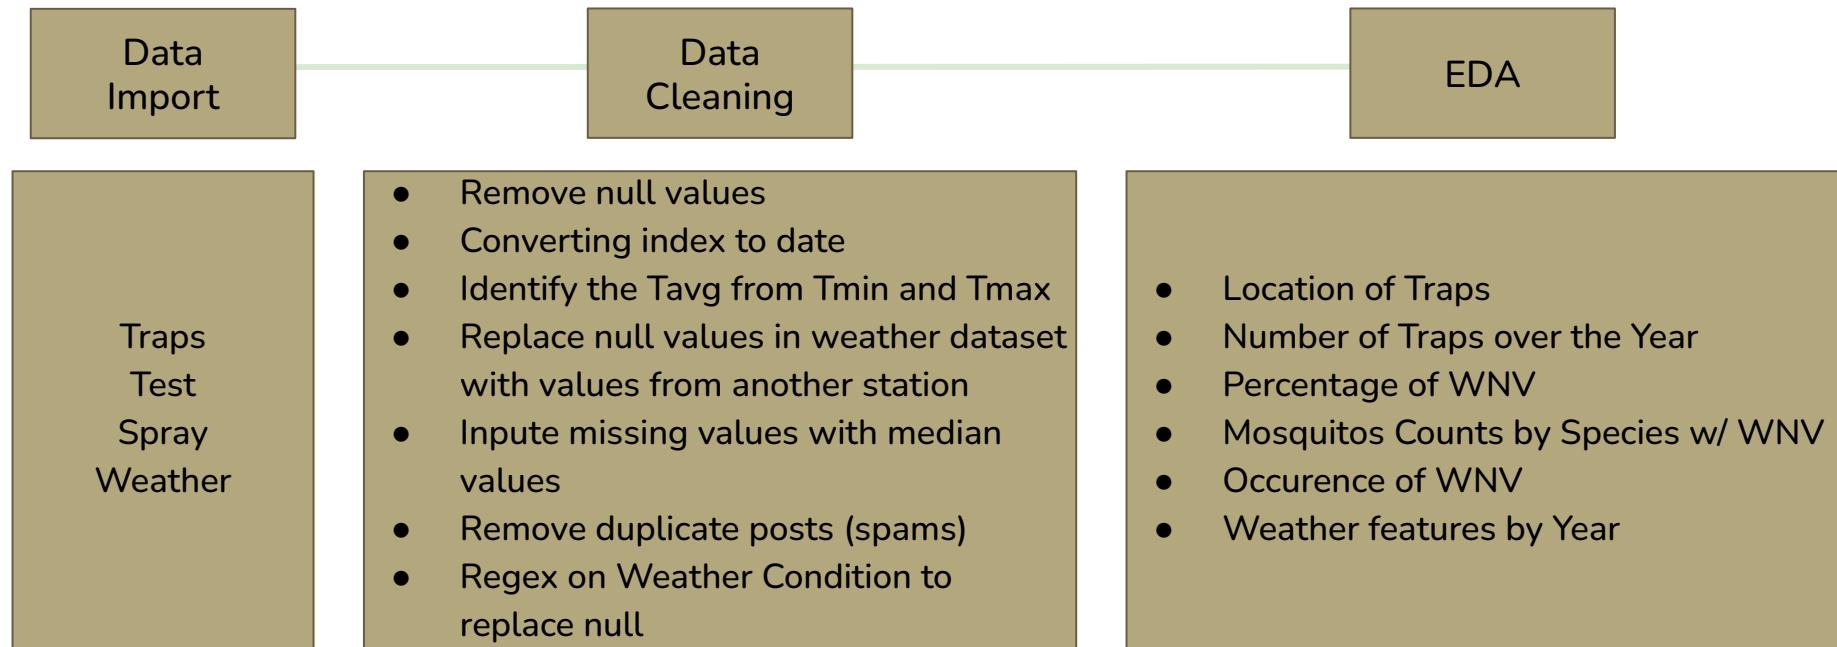 Data
Import
Data
Cleaning
EDA
Traps
Test
Spray
Weather
● Remove null values
● Converting index to date
● Identify the Tavg from Tmin and Tmax
● Replace null values in weather dataset
with values from another station
● Inpute missing values with median
values
● Remove duplicate posts (spams)
● Regex on Weather Condition to
replace null
● Location of Traps
● Number of Traps over the Year
● Percentage of WNV
● Mosquitos Counts by Species w/ WNV
● Occurence of WNV
● Weather features by Year